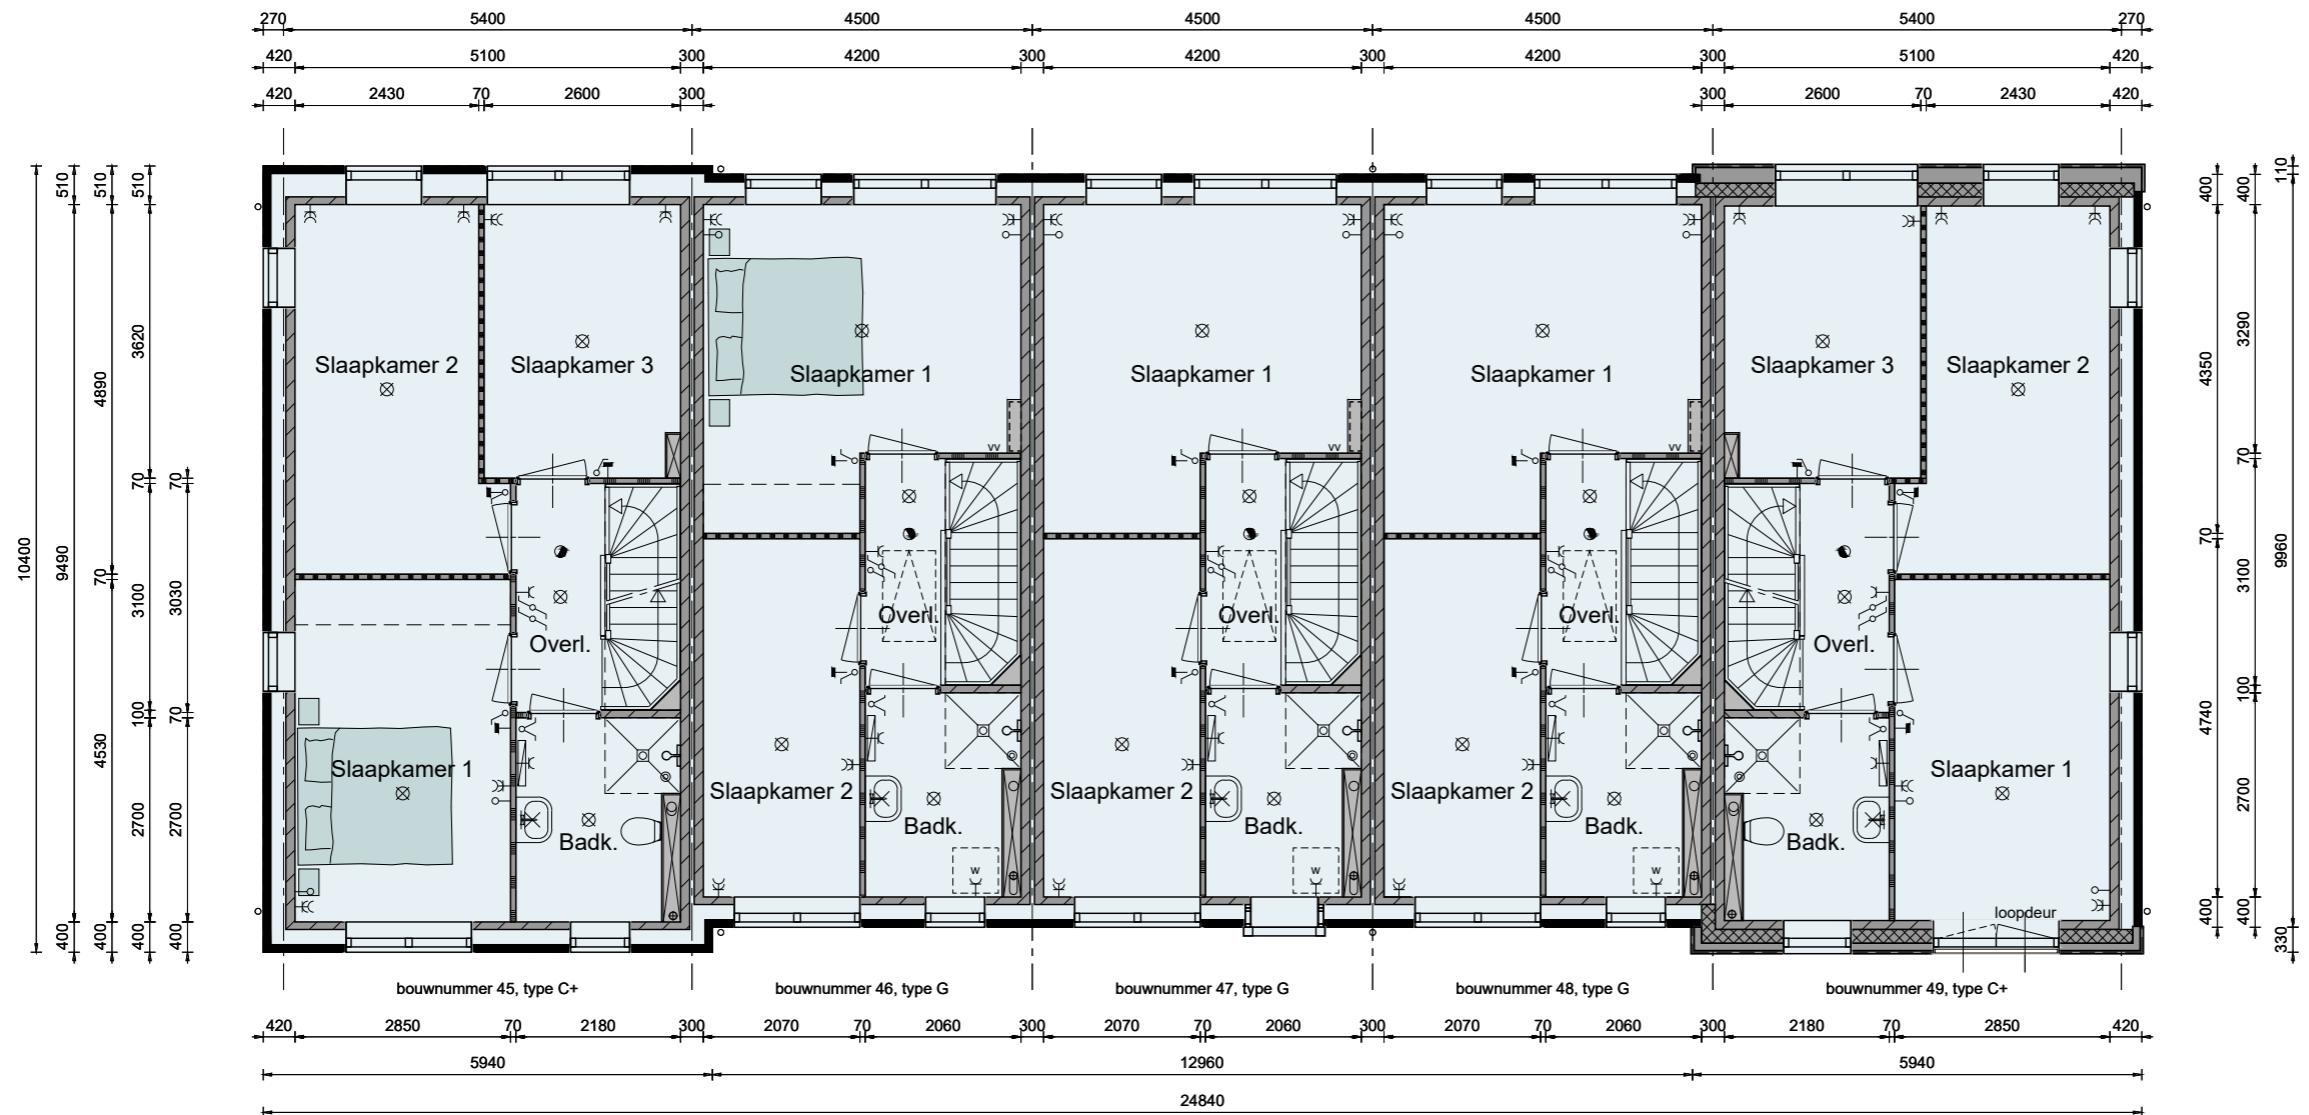 270 5400 4500 4500 4500 5400 270
420 5100 300 4200 300 4200 300 4200 300 5100 420
420 2430 70 2600 300 300 2600 70 2430 420
10400
510 9490 400
510 4890 70 4530 400
510 3620 70 3100 100 2700 400
70 3030 70 2700 400
Slaapkamer 2 Slaapkamer 3 Slaapkamer 1 Slaapkamer 1 Slaapkamer 1 Slaapkamer 3 Slaapkamer 2
vv vv vv
Overl. Overl. Overl. Overl. Overl.
Slaapkamer 1 Slaapkamer 2 Slaapkamer 2 Slaapkamer 2 Slaapkamer 1
Badk. Badk. Badk. Badk. Badk.
w w w
loopdeur
400 4350 70 4740 400
400 3290 70 3100 100 2700 400
110 9960 330
bouwnummer 45, type C+ bouwnummer 46, type G bouwnummer 47, type G bouwnummer 48, type G bouwnummer 49, type C+
420 2850 70 2180 300 2070 70 2060 300 2070 70 2060 300 2070 70 2060 300 2180 70 2850 420
5940 12960 5940
24840